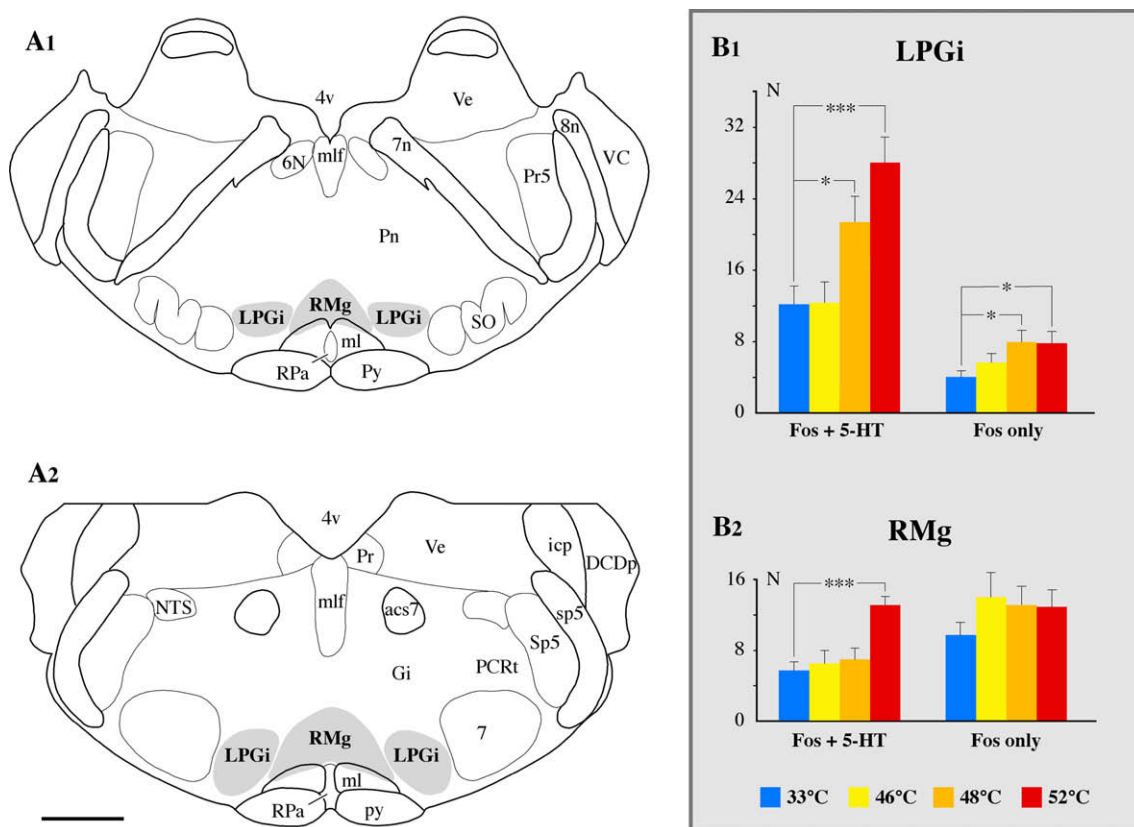 A1
4v
Ve
8n
VC
6N
mlf
7n
Pr5
Pn
LPGi
RMg
LPGi
SO
ml
RPa
Py
A2
4v
Pr
Ve
icp
DCDp
NTS
mlf
acs7
sp5
Sp5
Gi
PCRt
7
LPGi
RMg
LPGi
ml
RPa
py
B1
LPGi
N
32
24
16
8
0
***
*
*
*
Fos + 5-HT
Fos only
B2
RMg
N
16
8
0
***
Fos + 5-HT
Fos only
33°C
46°C
48°C
52°C